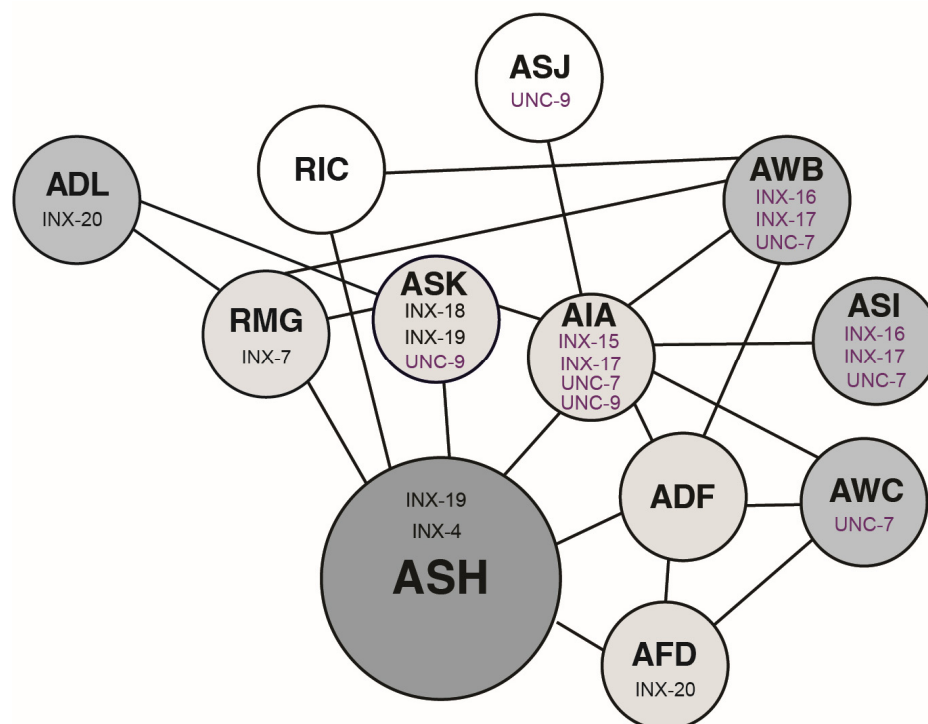 ASJ
UNC-9
RIC
ADL
INX-20
AWB
INX-16
INX-17
UNC-7
RMG
INX-7
ASK
INX-18
INX-19
UNC-9
AIA
INX-15
INX-17
UNC-7
UNC-9
ASI
INX-16
INX-17
UNC-7
ADF
AWC
UNC-7
INX-19
INX-4
ASH
AFD
INX-20